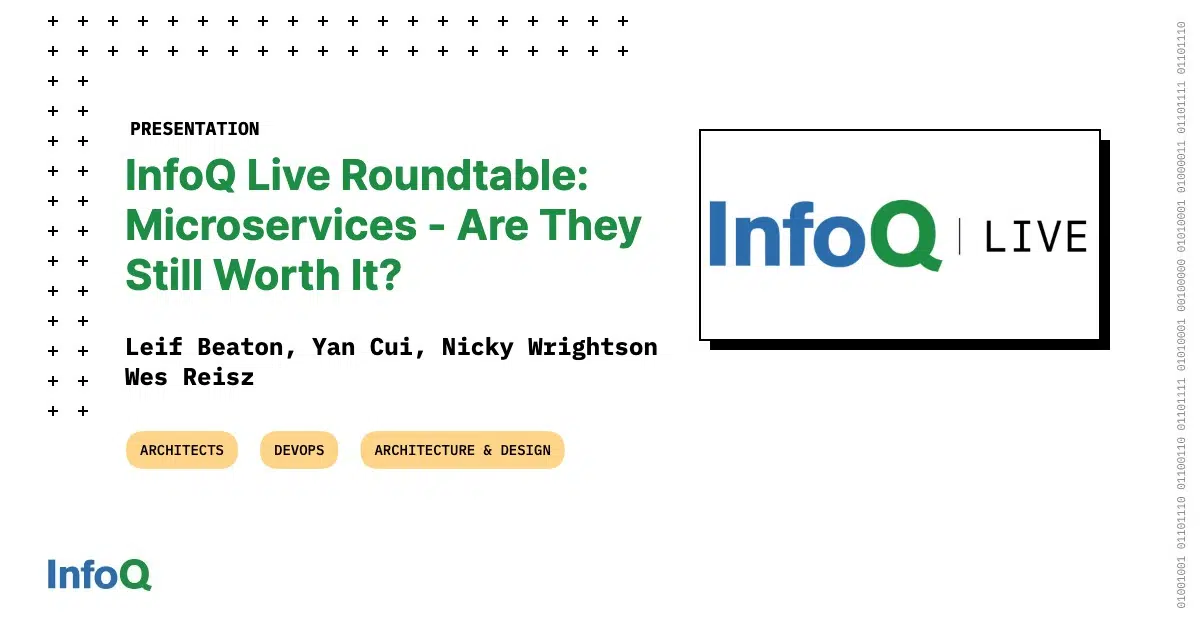 PRESENTATION
InfoQ Live Roundtable:
Microservices - Are They
Still Worth It?
Leif Beaton, Yan Cui, Nicky Wrightson
Wes Reisz
ARCHITECTS
DEVOPS
ARCHITECTURE & DESIGN
InfoQ | LIVE
InfoQ
01001001 01101110 01100110 01101111 01010001 00100000 01010001 01000011 01101111 01101110